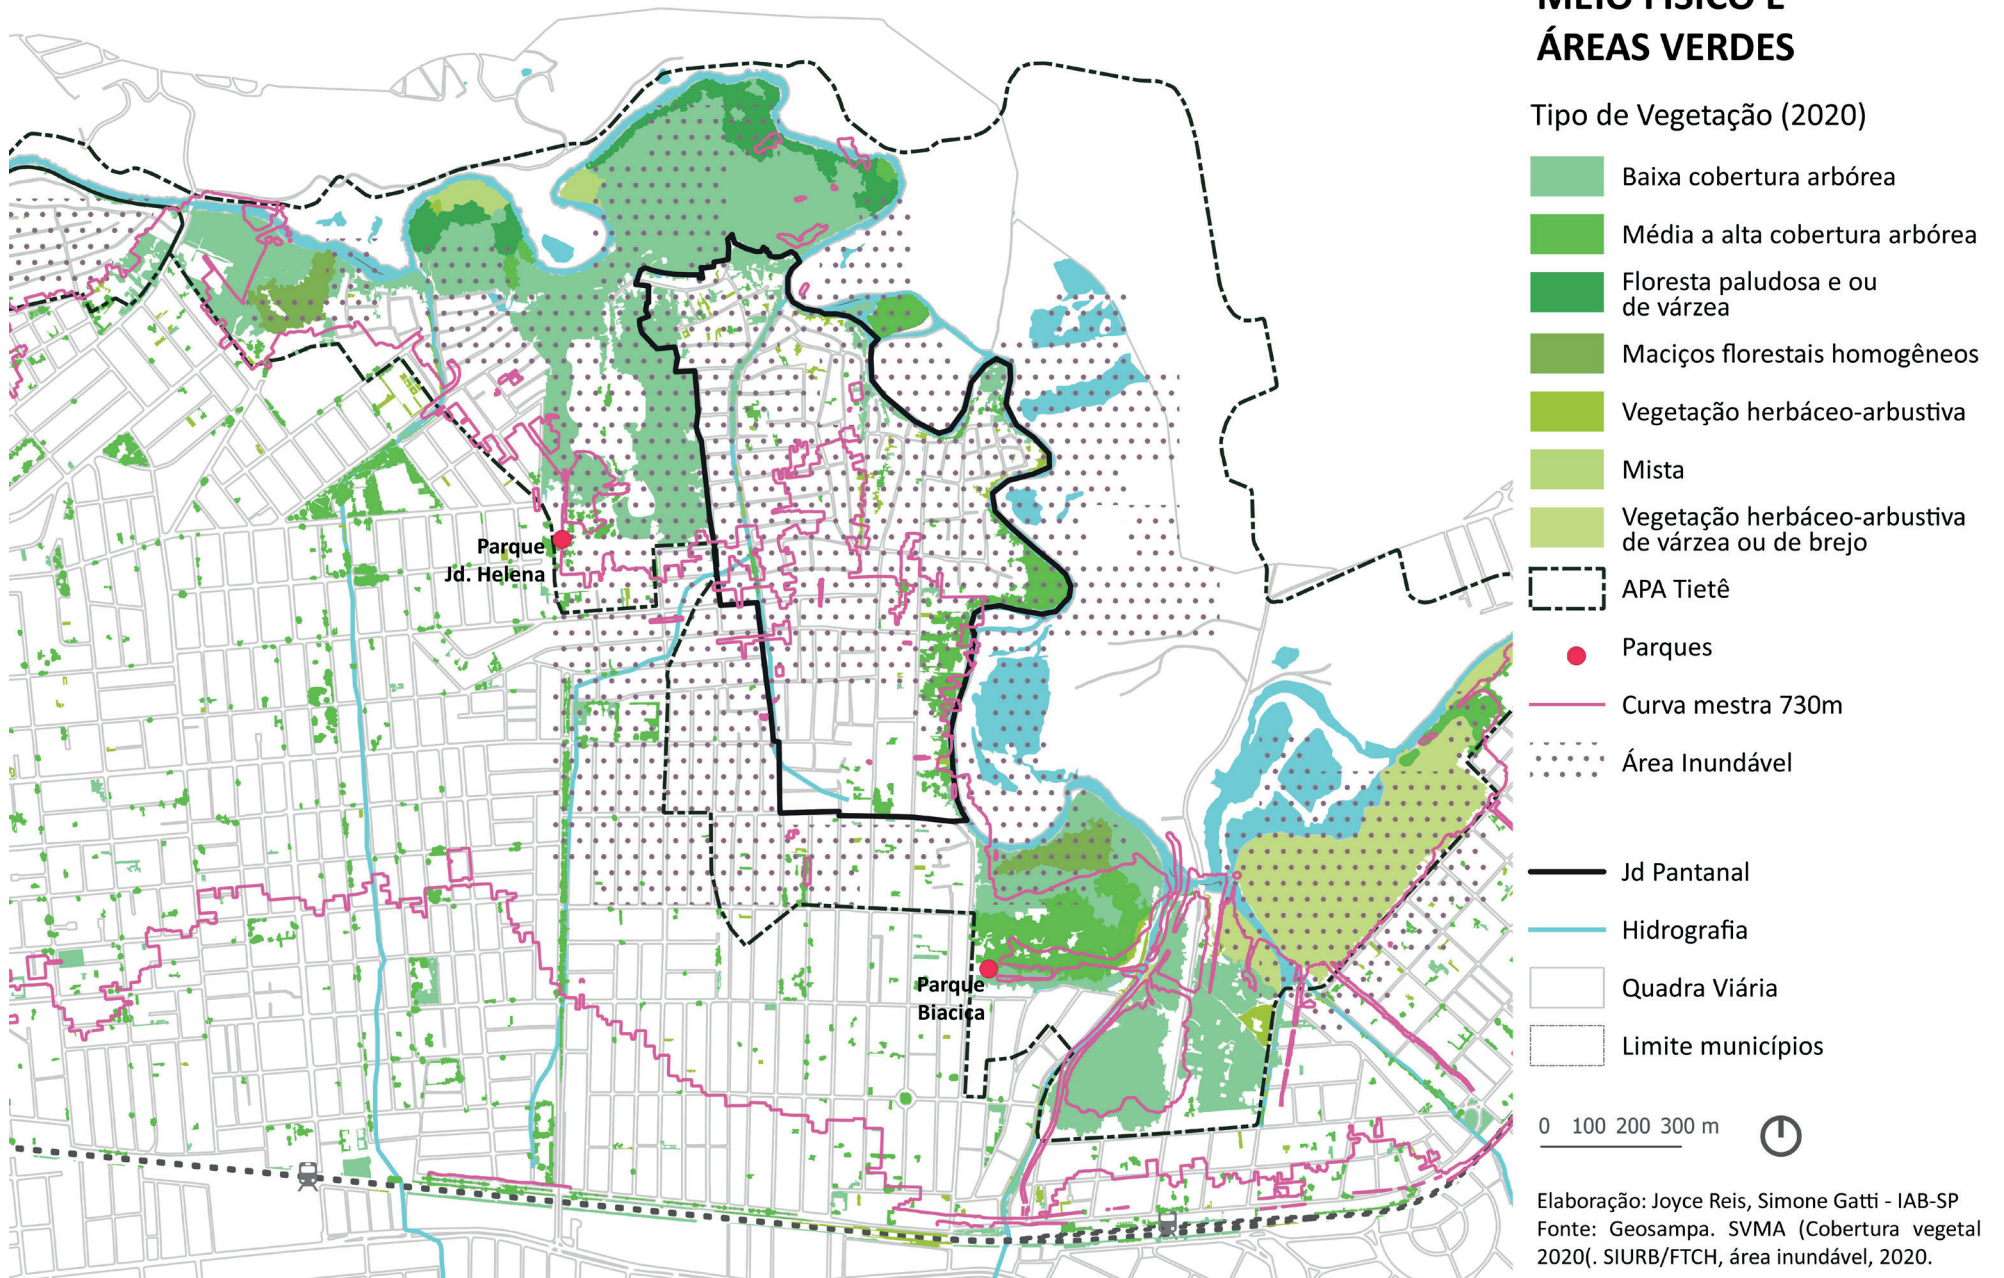 MEIO FÍSICO E
ÁREAS VERDES
Tipo de Vegetação (2020)
Baixa cobertura arbórea
Média a alta cobertura arbórea
Floresta paludosa e ou
de várzea
Maciços florestais homogêneos
Vegetação herbáceo-arbustiva
Mista
Vegetação herbáceo-arbustiva
de várzea ou de brejo
APA Tietê
Parques
Curva mestra 730m
Área Inundável
Jd Pantanal
Hidrografia
Quadra Viária
Limite municípios
0 100 200 300 m
Elaboração: Joyce Reis, Simone Gatti - IAB-SP
Fonte: Geosampa. SVMA (Cobertura vegetal
2020(. SIURB/FTCH, área inundável, 2020.
Parque
Jd. Helena
Parque
Biacica